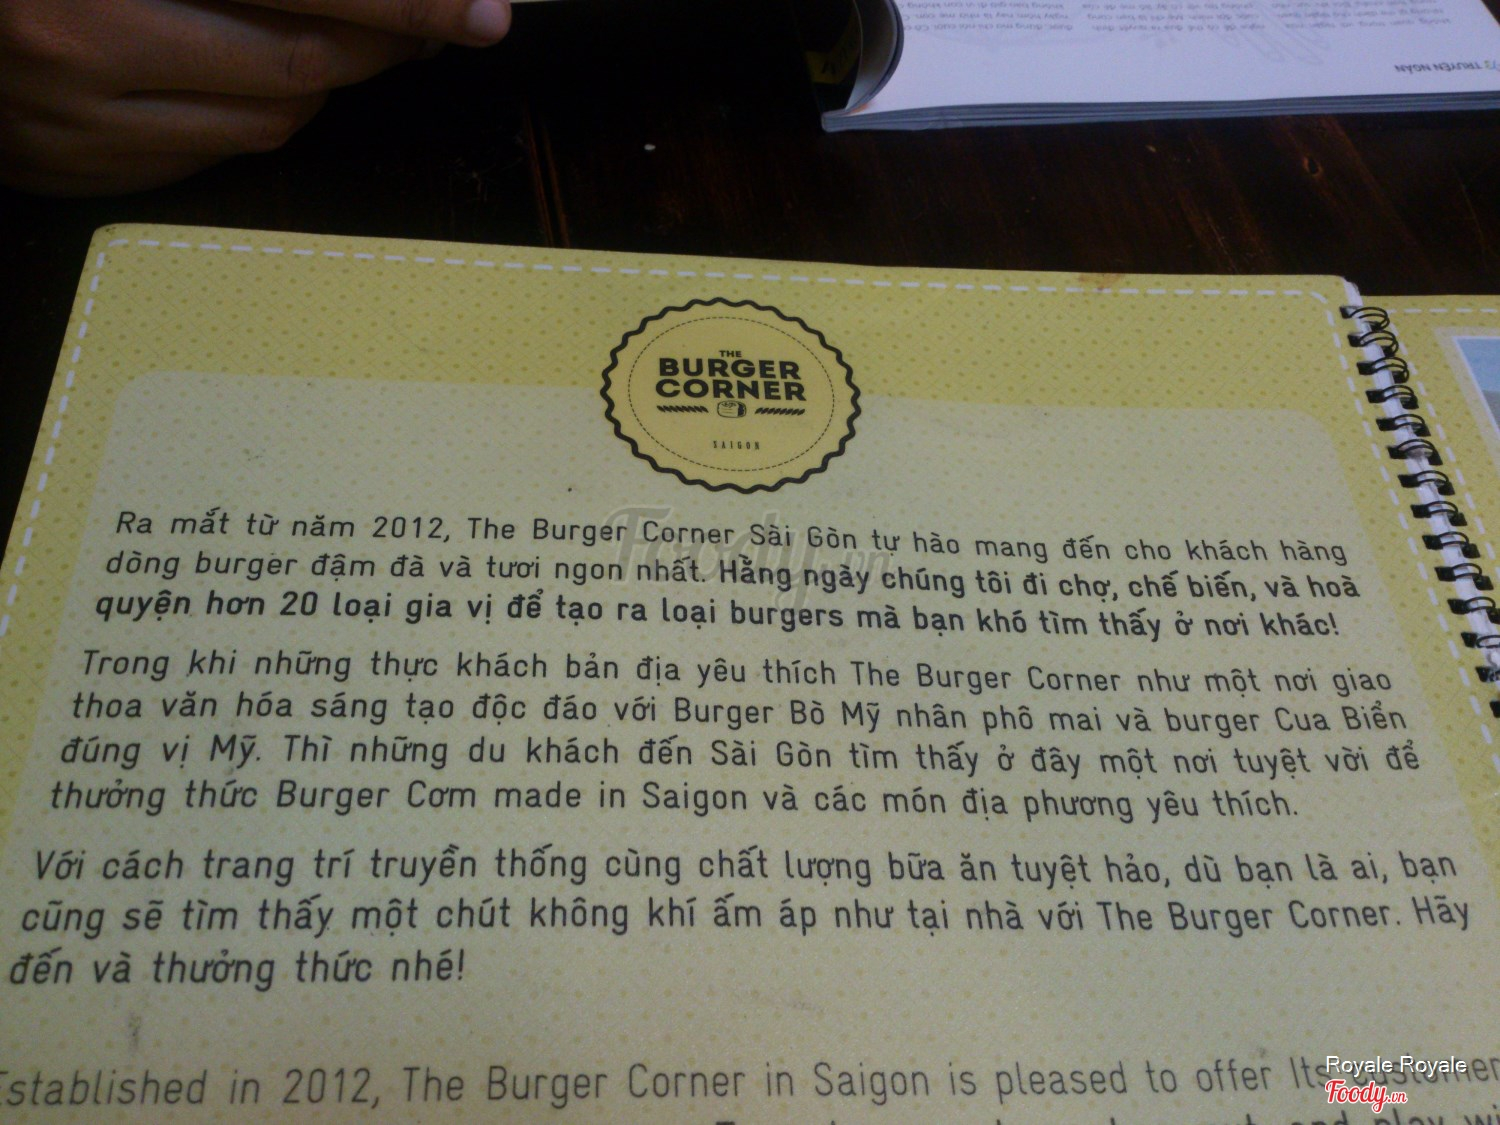 TRUYỆN NGẮN
THE
BURGER
CORNER
SAIGON
Ra mắt từ năm 2012, The Burger Corner Sài Gòn tự hào mang đến cho khách hàng
dòng burger đậm đà và tươi ngon nhất. Hằng ngày chúng tôi đi chợ, chế biến, và hoà
quyện hơn 20 loại gia vị để tạo ra loại burgers mà bạn khó tìm thấy ở nơi khác!
Trong khi những thực khách bản địa yêu thích The Burger Corner như một nơi giao
thoa văn hóa sáng tạo độc đáo với Burger Bò Mỹ nhân phô mai và burger Cua Biển
đúng vị Mỹ. Thì những du khách đến Sài Gòn tìm thấy ở đây một nơi tuyệt vời để
thưởng thức Burger Cơm made in Saigon và các món địa phương yêu thích.
Với cách trang trí truyền thống cùng chất lượng bữa ăn tuyệt hảo, dù bạn là ai, bạn
cũng sẽ tìm thấy một chút không khí ấm áp như tại nhà với The Burger Corner. Hãy
đến và thưởng thức nhé!
Established in 2012, The Burger Corner in Saigon is pleased to offer Its
Foody.vn
Royale Royale
Foody.vn